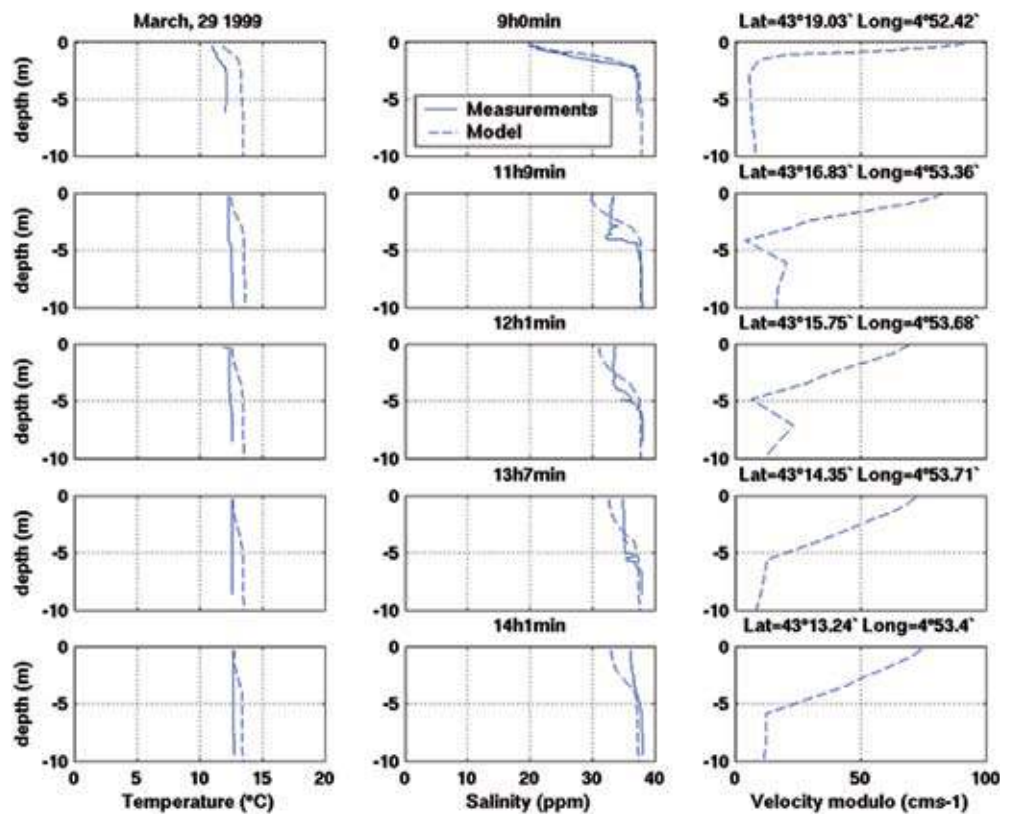 March, 29 1999 9h0min Lat=43°19.03` Long=4°52.42`
depth (m) 0 -5 -10 0 -5 -10 0 -5 -10
Measurements
Model
11h9min Lat=43°16.83` Long=4°53.36`
depth (m) 0 -5 -10 0 -5 -10 0 -5 -10
12h1min Lat=43°15.75` Long=4°53.68`
depth (m) 0 -5 -10 0 -5 -10 0 -5 -10
13h7min Lat=43°14.35` Long=4°53.71`
depth (m) 0 -5 -10 0 -5 -10 0 -5 -10
14h1min Lat=43°13.24` Long=4°53.4`
depth (m) 0 -5 -10 0 -5 -10 0 -5 -10
0 5 10 15 20 0 10 20 30 40 0 50 100
Temperature (°C) Salinity (ppm) Velocity modulo (cms-1)